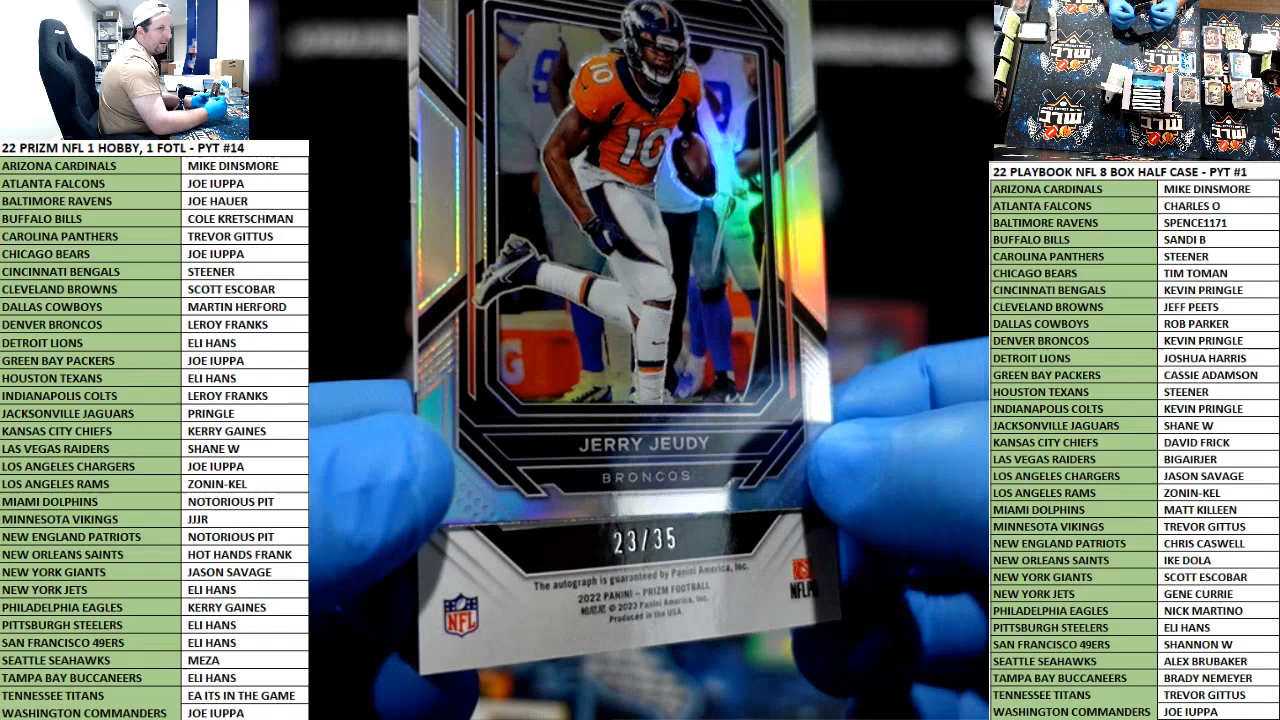 22 PRIZM NFL 1 HOBBY, 1 FOTL - PYT #14
ARIZONA CARDINALS MIKE DINSMORE
ATLANTA FALCONS JOE IUPPA
BALTIMORE RAVENS JOE HAUER
BUFFALO BILLS COLE KRETSCHMAN
CAROLINA PANTHERS TREVOR GITTUS
CHICAGO BEARS JOE IUPPA
CINCINNATI BENGALS STEENER
CLEVELAND BROWNS SCOTT ESCOBAR
DALLAS COWBOYS MARTIN HERFORD
DENVER BRONCOS LEROY FRANKS
DETROIT LIONS ELI HANS
GREEN BAY PACKERS JOE IUPPA
HOUSTON TEXANS ELI HANS
INDIANAPOLIS COLTS LEROY FRANKS
JACKSONVILLE JAGUARS PRINGLE
KANSAS CITY CHIEFS KERRY GAINES
LAS VEGAS RAIDERS SHANE W
LOS ANGELES CHARGERS JOE IUPPA
LOS ANGELES RAMS ZONIN-KEL
MIAMI DOLPHINS NOTORIOUS PIT
MINNESOTA VIKINGS JJJR
NEW ENGLAND PATRIOTS NOTORIOUS PIT
NEW ORLEANS SAINTS HOT HANDS FRANK
NEW YORK GIANTS JASON SAVAGE
NEW YORK JETS ELI HANS
PHILADELPHIA EAGLES KERRY GAINES
PITTSBURGH STEELERS ELI HANS
SAN FRANCISCO 49ERS ELI HANS
SEATTLE SEAHAWKS MEZA
TAMPA BAY BUCCANEERS ELI HANS
TENNESSEE TITANS EA ITS IN THE GAME
WASHINGTON COMMANDERS JOE IUPPA
10
10
9
G
JERRY JEUDY
BRONCOS
23/35
The autograph is guaranteed by Panini America, Inc.
2022 PANINI – PRIZM FOOTBALL
帕尼尼 © 2023 Panini America, Inc.
Produced in the USA.
NFL
NFLP
MLC
MLC
MLC
MLC
22 PLAYBOOK NFL 8 BOX HALF CASE - PYT #1
ARIZONA CARDINALS MIKE DINSMORE
ATLANTA FALCONS CHARLES O
BALTIMORE RAVENS SPENCE1171
BUFFALO BILLS SANDI B
CAROLINA PANTHERS STEENER
CHICAGO BEARS TIM TOMAN
CINCINNATI BENGALS KEVIN PRINGLE
CLEVELAND BROWNS JEFF PEETS
DALLAS COWBOYS ROB PARKER
DENVER BRONCOS KEVIN PRINGLE
DETROIT LIONS JOSHUA HARRIS
GREEN BAY PACKERS CASSIE ADAMSON
HOUSTON TEXANS STEENER
INDIANAPOLIS COLTS KEVIN PRINGLE
JACKSONVILLE JAGUARS SHANE W
KANSAS CITY CHIEFS DAVID FRICK
LAS VEGAS RAIDERS BIGAIRJER
LOS ANGELES CHARGERS JASON SAVAGE
LOS ANGELES RAMS ZONIN-KEL
MIAMI DOLPHINS MATT KILLEEN
MINNESOTA VIKINGS TREVOR GITTUS
NEW ENGLAND PATRIOTS CHRIS CASWELL
NEW ORLEANS SAINTS IKE DOLA
NEW YORK GIANTS SCOTT ESCOBAR
NEW YORK JETS GENE CURRIE
PHILADELPHIA EAGLES NICK MARTINO
PITTSBURGH STEELERS ELI HANS
SAN FRANCISCO 49ERS SHANNON W
SEATTLE SEAHAWKS ALEX BRUBAKER
TAMPA BAY BUCCANEERS BRADY NEMEYER
TENNESSEE TITANS TREVOR GITTUS
WASHINGTON COMMANDERS JOE IUPPA